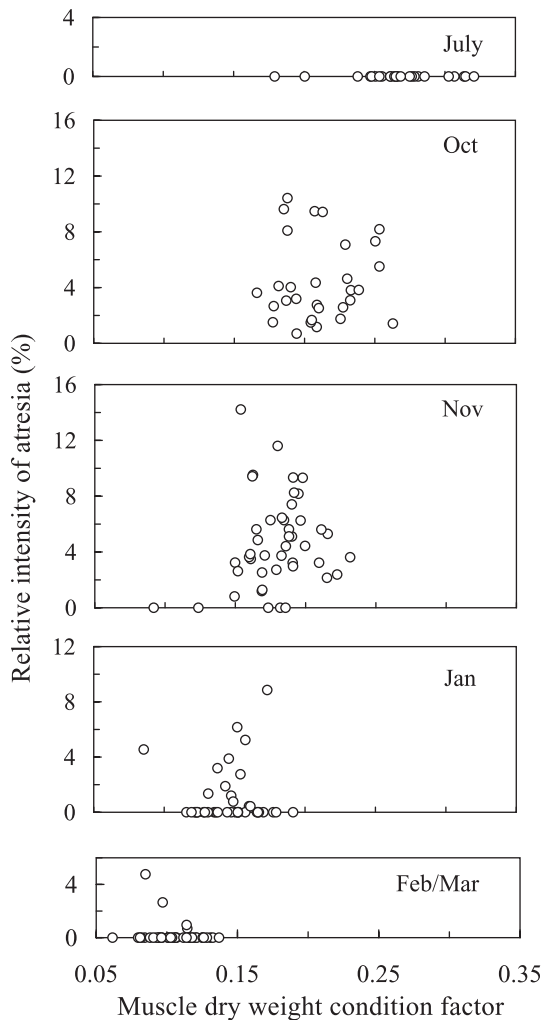 4
July
0
16
Oct
12
8
4
0
16
Nov
12
8
4
0
12
Jan
8
4
0
Feb/Mar
4
0
0.05 0.15 0.25 0.35
Muscle dry weight condition factor
Relative intensity of atresia (%)